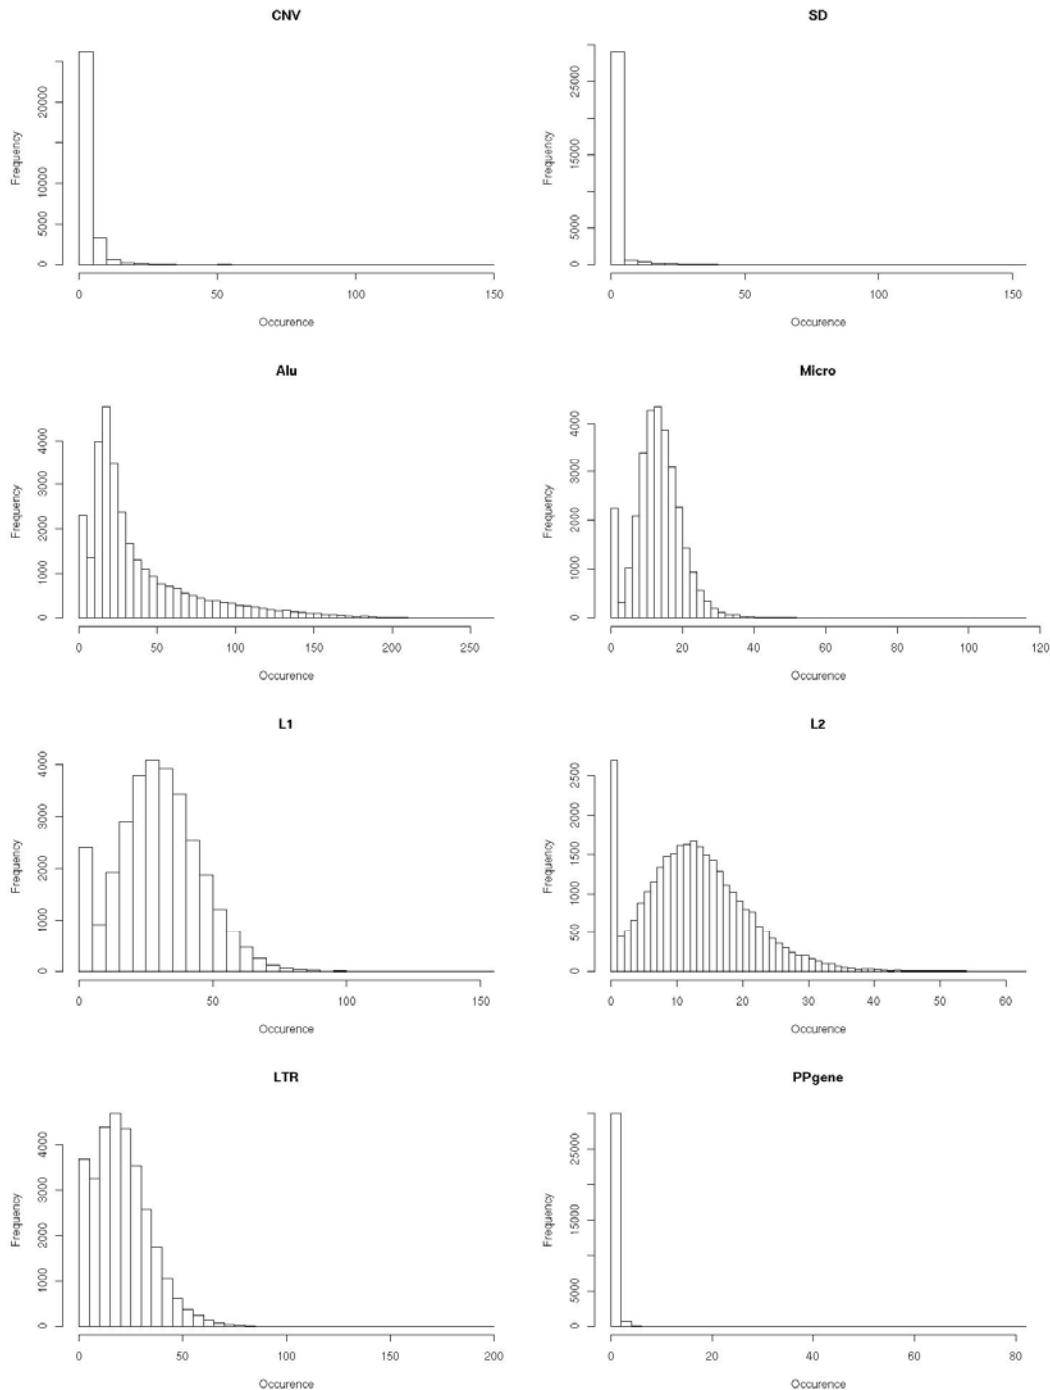 CNV
Frequency
0 5000 10000 20000
0 50 100 150
Occurence
SD
Frequency
0 5000 15000 25000
0 50 100 150
Occurence
Alu
Frequency
0 1000 2000 3000 4000
0 50 100 150 200 250
Occurence
Micro
Frequency
0 1000 2000 3000 4000
0 20 40 60 80 100 120
Occurence
L1
Frequency
0 1000 2000 3000 4000
0 50 100 150
Occurence
L2
Frequency
0 500 1000 1500 2000 2500
0 10 20 30 40 50 60
Occurence
LTR
Frequency
0 1000 2000 3000 4000
0 50 100 150 200
Occurence
PPgene
Frequency
0 5000 15000 25000
0 20 40 60 80
Occurence